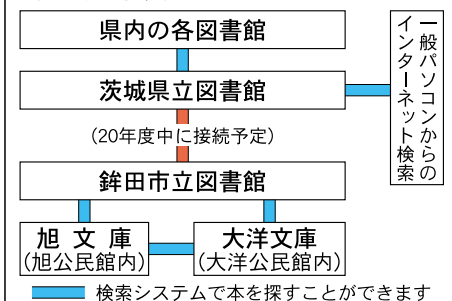 県内の各図書館
茨城県立図書館
一般パソコンからの
インターネット検索
(20年度中に接続予定)
鉾田市立図書館
旭文庫
(旭公民館内)
大洋文庫
(大洋公民館内)
検索システムで本を探すことができます